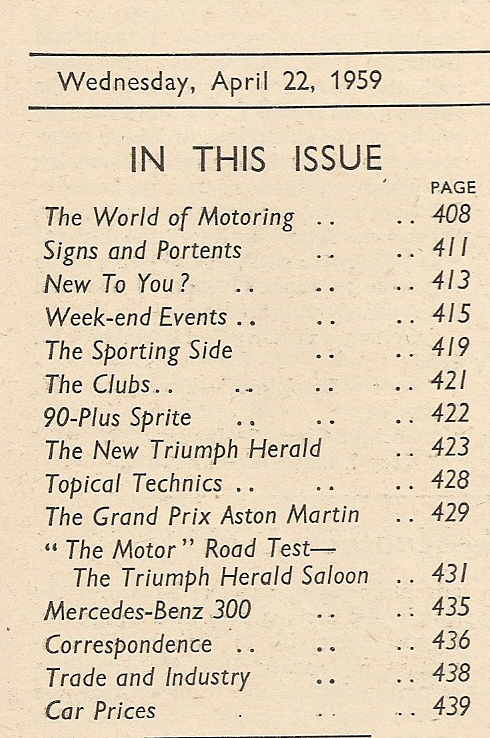 Wednesday, April 22, 1959
IN THIS ISSUE
PAGE
The World of Motoring .. .. 408
Signs and Portents .. .. 411
New To You? .. .. .. 413
Week-end Events .. .. .. 415
The Sporting Side .. .. 419
The Clubs .. .. .. .. 421
90-Plus Sprite .. .. .. 422
The New Triumph Herald .. 423
Topical Technics .. .. .. 428
The Grand Prix Aston Martin .. 429
“ The Motor ” Road Test—
The Triumph Herald Saloon .. 431
Mercedes-Benz 300 .. .. 435
Correspondence .. .. .. 436
Trade and Industry .. .. 438
Car Prices . .. .. 439